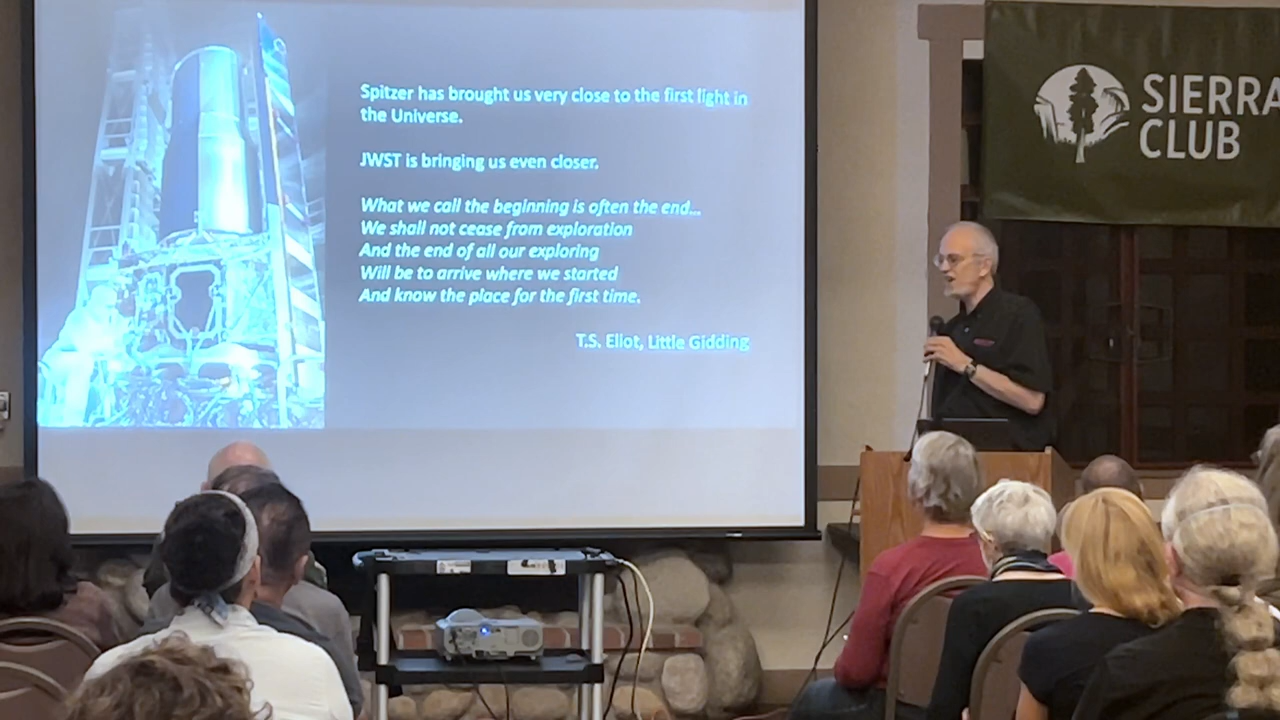 Spitzer has brought us very close to the first light in
the Universe.
JWST is bringing us even closer.
What we call the beginning is often the end...
We shall not cease from exploration
And the end of all our exploring
Will be to arrive where we started
And know the place for the first time.
T.S. Eliot, Little Gidding
SIERRA
CLUB